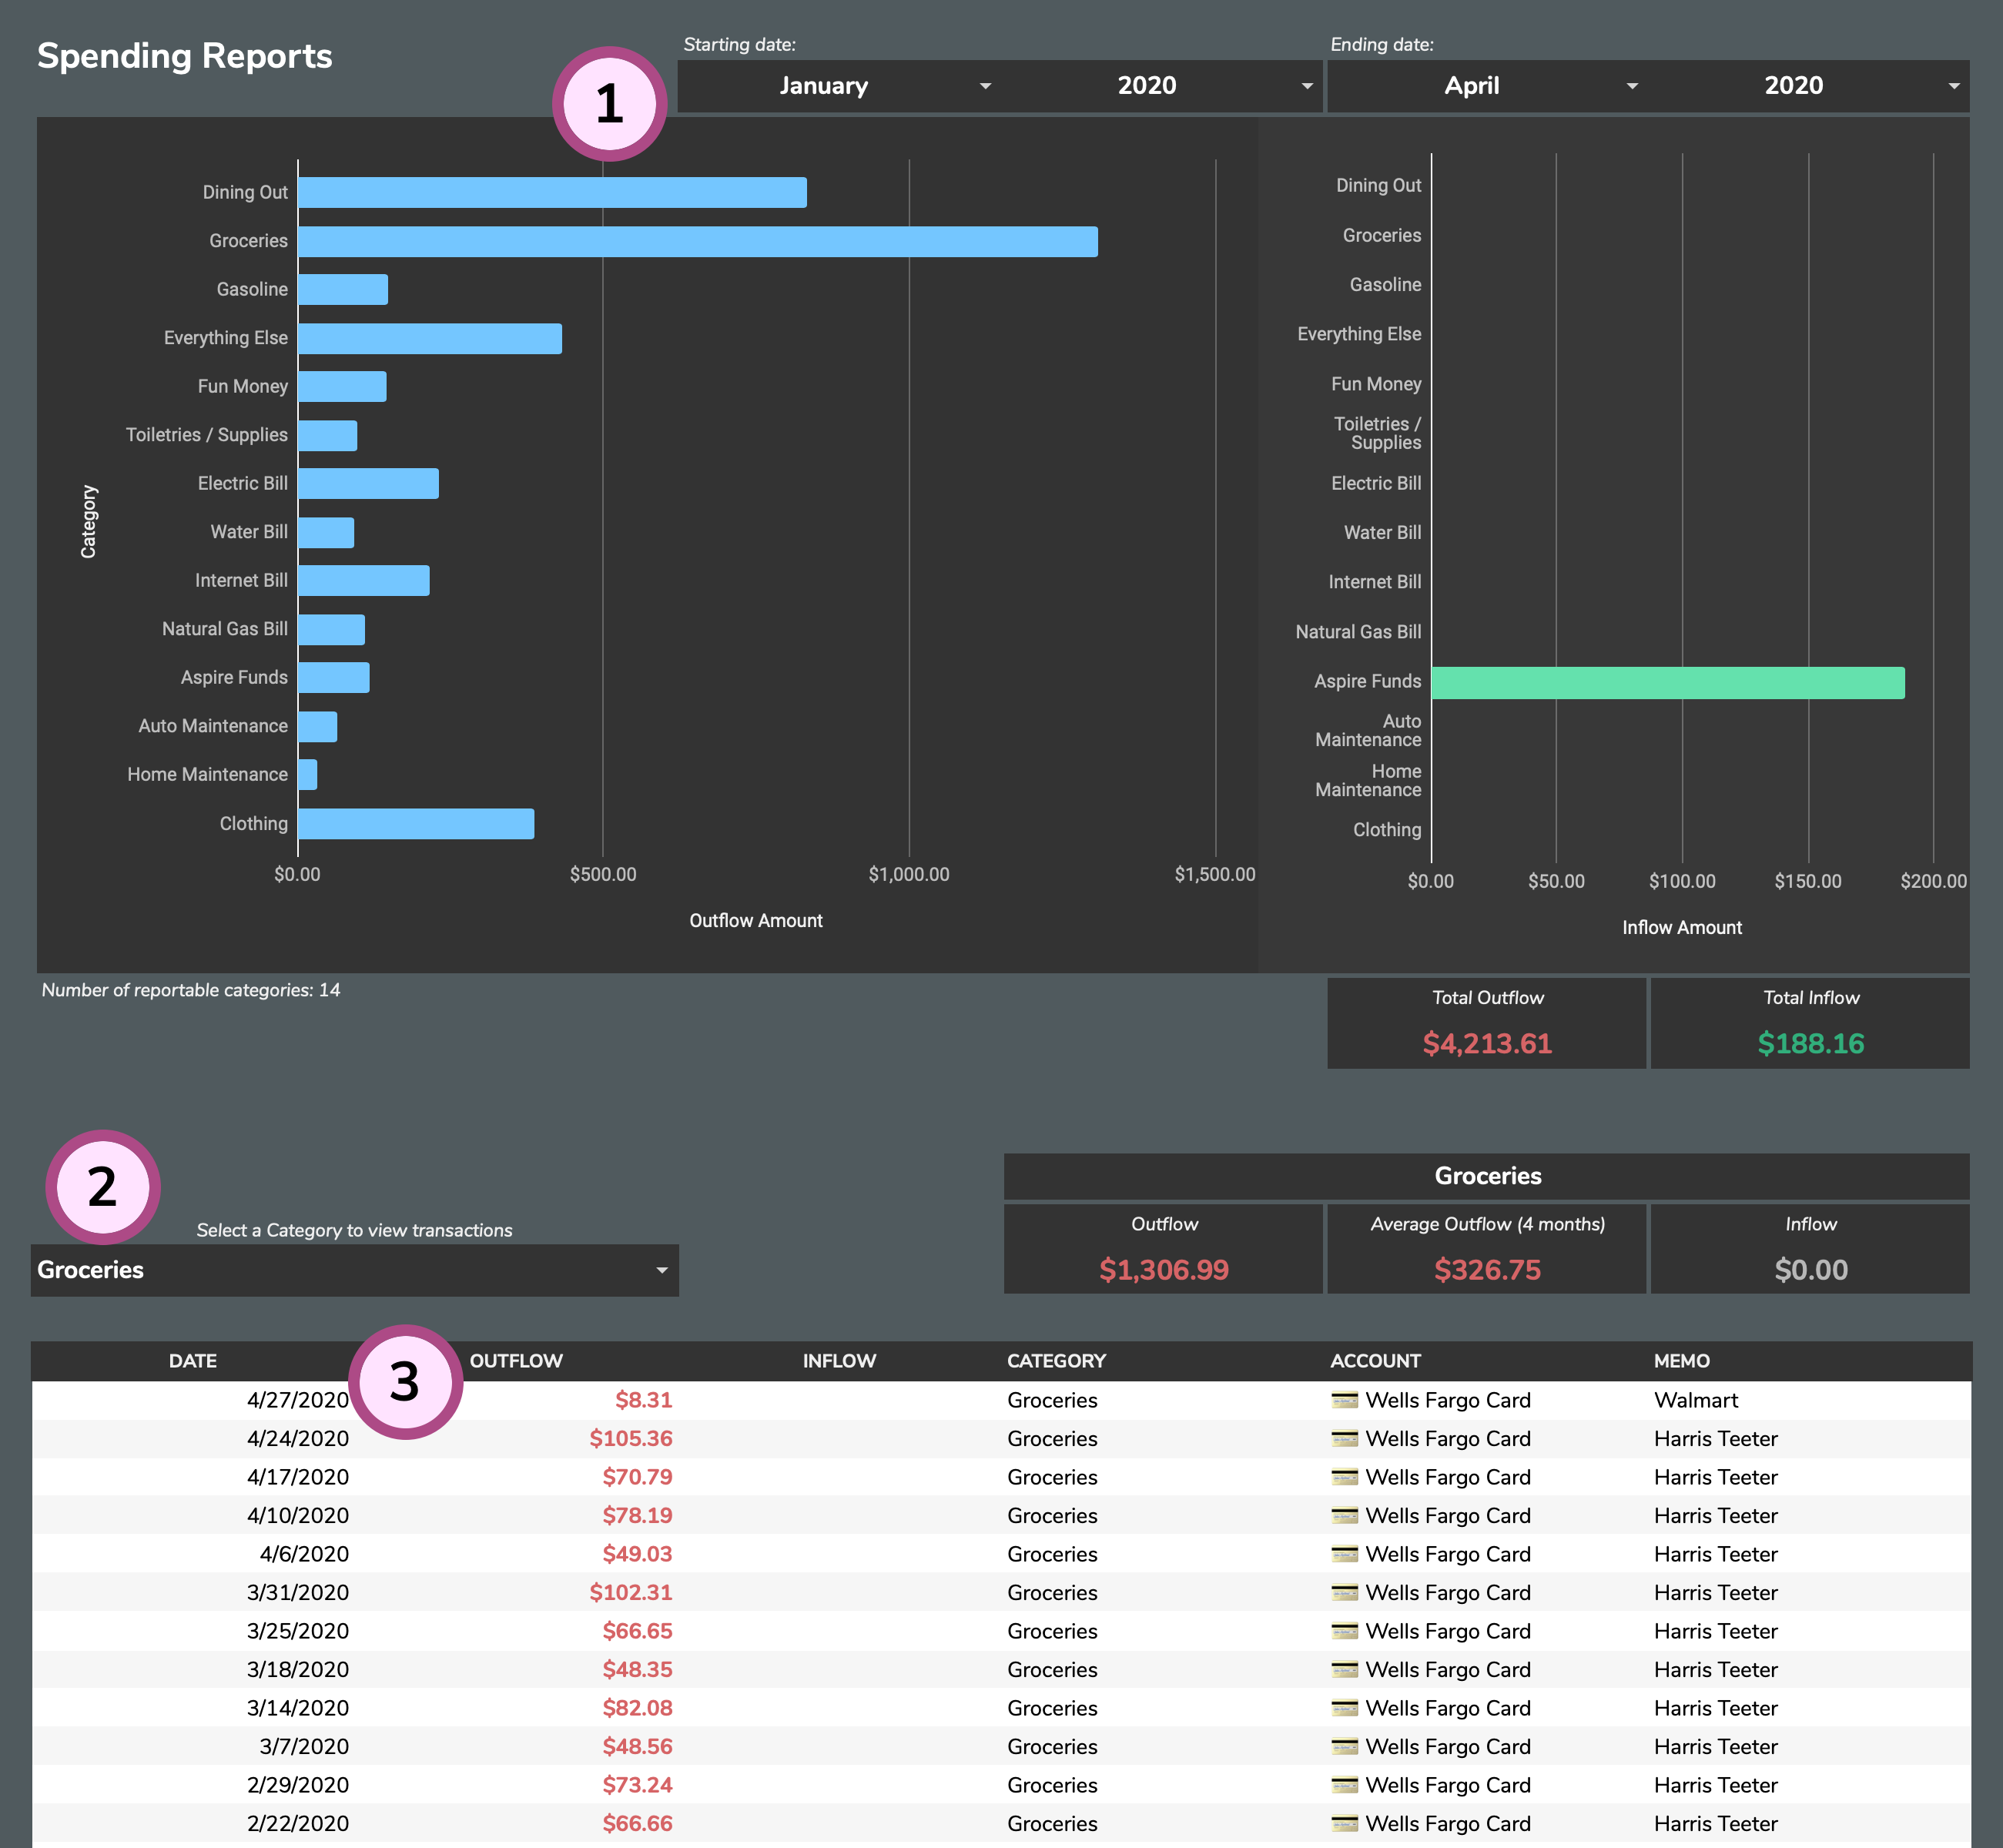 Spending Reports
Starting date:
Ending date:
1
January 2020
April 2020
Category
Dining Out
Groceries
Gasoline
Everything Else
Fun Money
Toiletries / Supplies
Electric Bill
Water Bill
Internet Bill
Natural Gas Bill
Aspire Funds
Auto Maintenance
Home Maintenance
Clothing
$0.00 $500.00 $1,000.00 $1,500.00
Outflow Amount
Dining Out
Groceries
Gasoline
Everything Else
Fun Money
Toiletries /
Supplies
Electric Bill
Water Bill
Internet Bill
Natural Gas Bill
Aspire Funds
Auto
Maintenance
Home
Maintenance
Clothing
$0.00 $50.00 $100.00 $150.00 $200.00
Inflow Amount
Number of reportable categories: 14
Total Outflow
$4,213.61
Total Inflow
$188.16
2
Select a Category to view transactions
Groceries
Groceries
Outflow
$1,306.99
Average Outflow (4 months)
$326.75
Inflow
$0.00
3
DATE OUTFLOW INFLOW CATEGORY ACCOUNT MEMO
4/27/2020 $8.31 Groceries 💳 Wells Fargo Card Walmart
4/24/2020 $105.36 Groceries 💳 Wells Fargo Card Harris Teeter
4/17/2020 $70.79 Groceries 💳 Wells Fargo Card Harris Teeter
4/10/2020 $78.19 Groceries 💳 Wells Fargo Card Harris Teeter
4/6/2020 $49.03 Groceries 💳 Wells Fargo Card Harris Teeter
3/31/2020 $102.31 Groceries 💳 Wells Fargo Card Harris Teeter
3/25/2020 $66.65 Groceries 💳 Wells Fargo Card Harris Teeter
3/18/2020 $48.35 Groceries 💳 Wells Fargo Card Harris Teeter
3/14/2020 $82.08 Groceries 💳 Wells Fargo Card Harris Teeter
3/7/2020 $48.56 Groceries 💳 Wells Fargo Card Harris Teeter
2/29/2020 $73.24 Groceries 💳 Wells Fargo Card Harris Teeter
2/22/2020 $66.66 Groceries 💳 Wells Fargo Card Harris Teeter